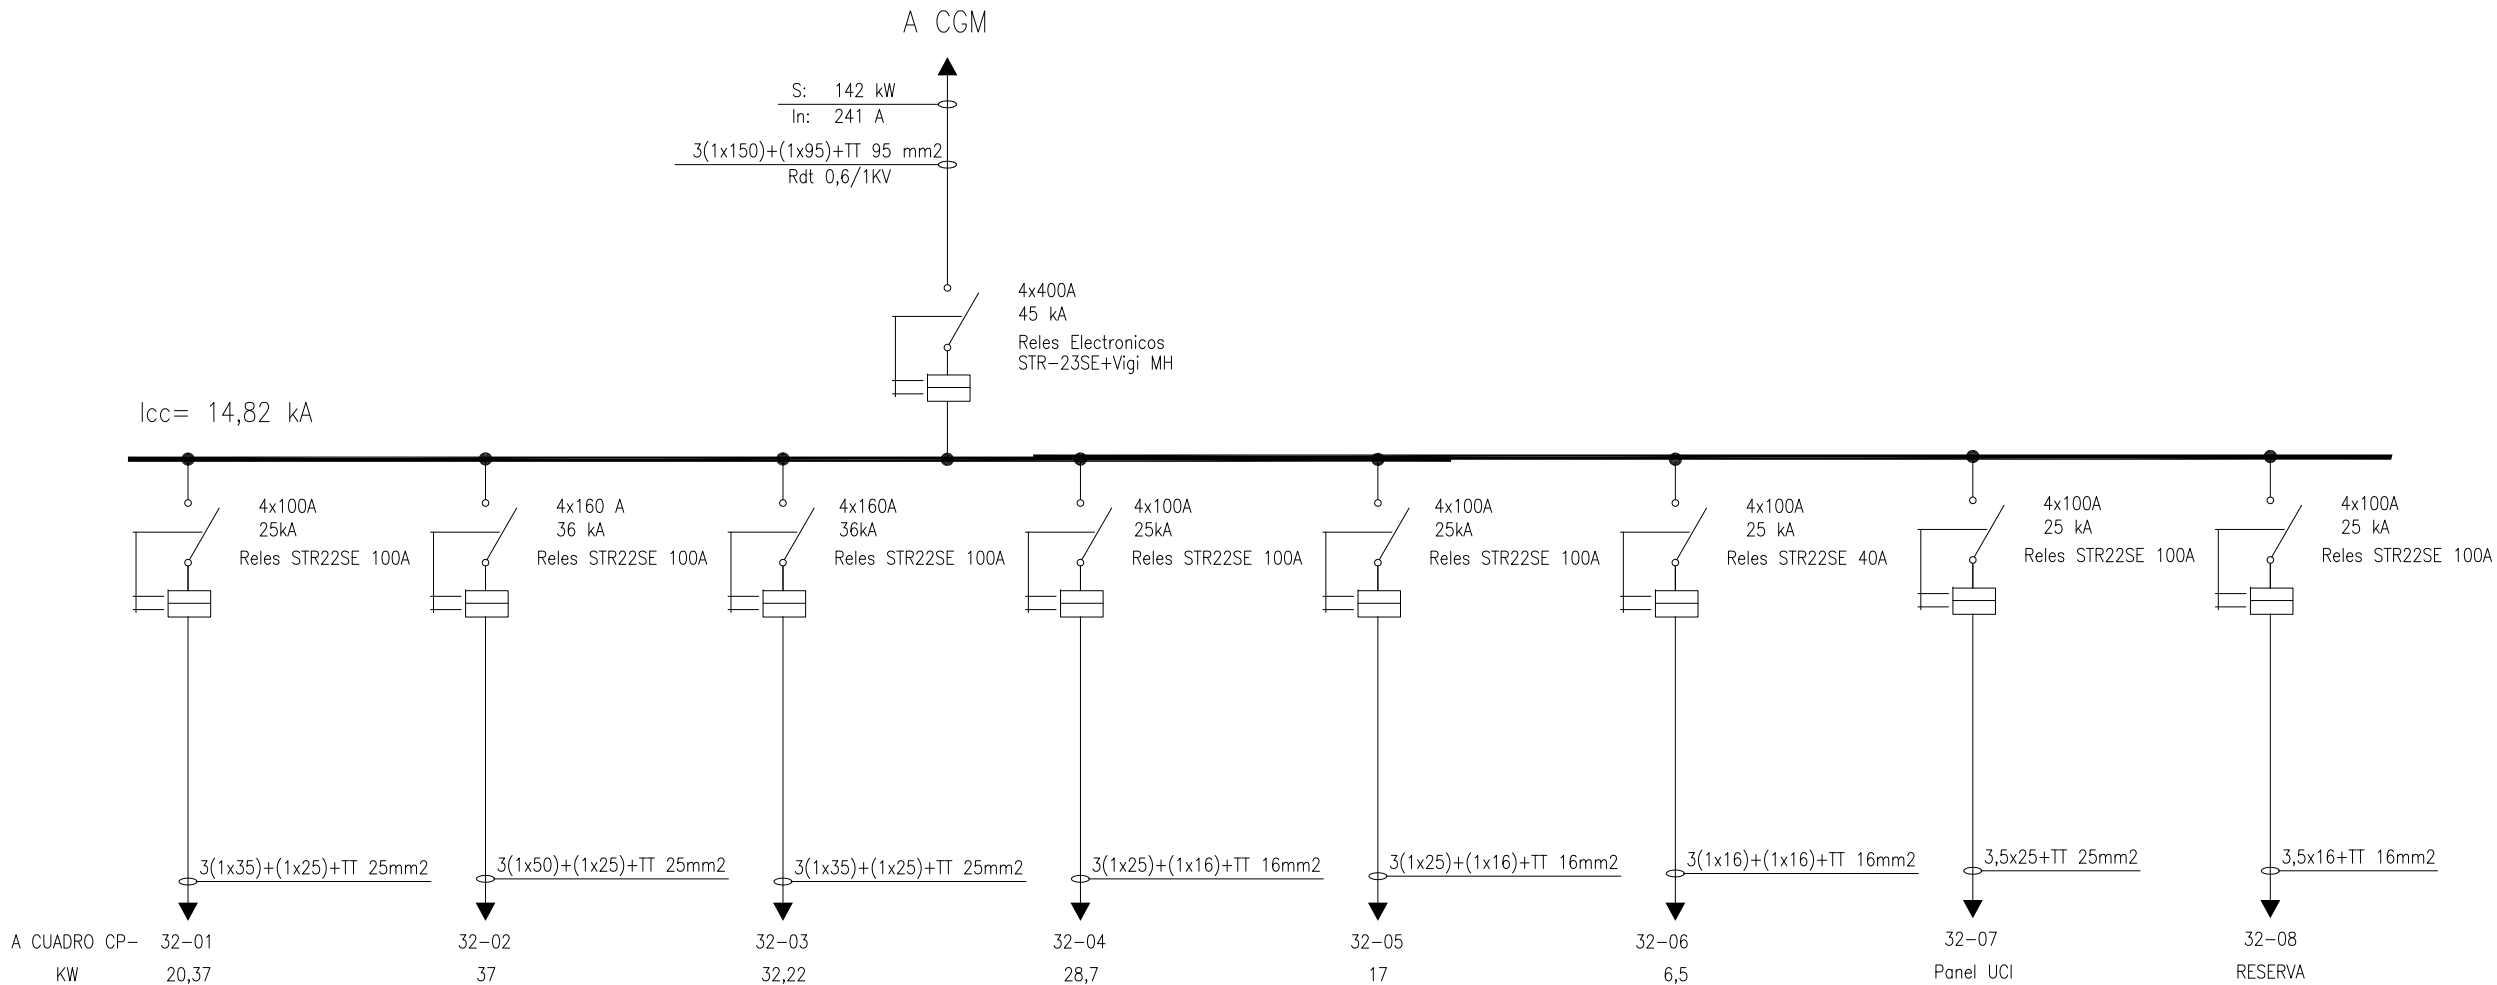 A CGM
S: 142 kW
In: 241 A
3(1x150)+(1x95)+TT 95 mm2
Rdt 0,6/1KV
4x400A
45 kA
Reles Electronicos
STR-23SE+Vigi MH
Icc= 14,82 kA
4x100A
25kA
Reles STR22SE 100A
4x160 A
36 kA
Reles STR22SE 100A
4x160A
36kA
Reles STR22SE 100A
4x100A
25kA
Reles STR22SE 100A
4x100A
25kA
Reles STR22SE 100A
4x100A
25 kA
Reles STR22SE 40A
4x100A
25 kA
Reles STR22SE 100A
4x100A
25 kA
Reles STR22SE 100A
3(1x35)+(1x25)+TT 25mm2
3(1x50)+(1x25)+TT 25mm2
3(1x35)+(1x25)+TT 25mm2
3(1x25)+(1x16)+TT 16mm2
3(1x25)+(1x16)+TT 16mm2
3(1x16)+(1x16)+TT 16mm2
3,5x25+TT 25mm2
3,5x16+TT 16mm2
A CUADRO CP- 32-01 32-02 32-03 32-04 32-05 32-06 32-07 32-08
KW 20,37 37 32,22 28,7 17 6,5 Panel UCI RESERVA